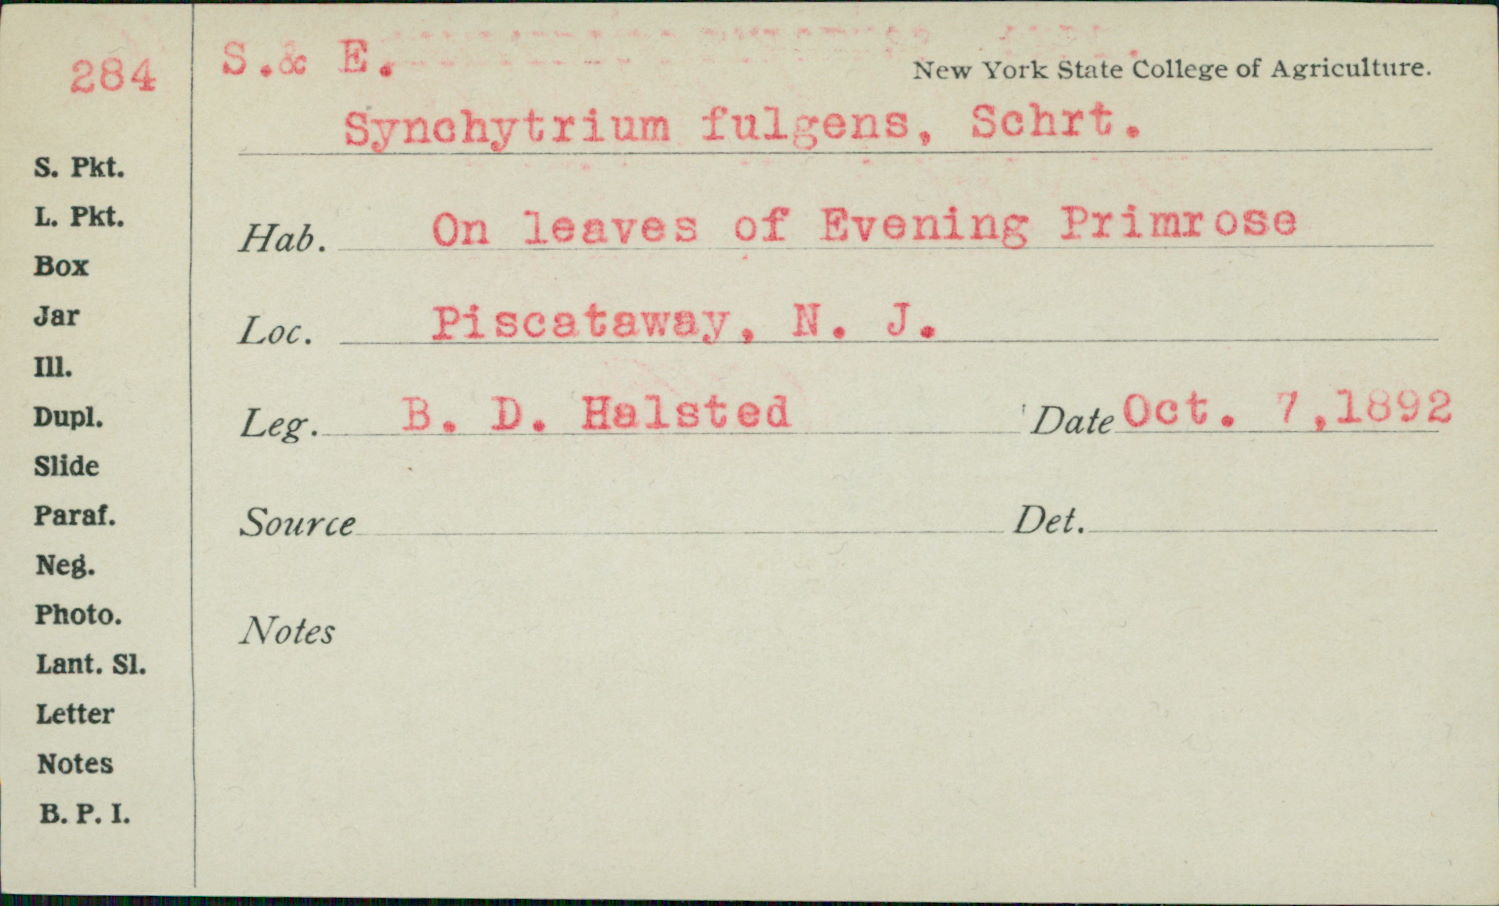 284
S. Pkt.
L. Pkt.
Box
Jar
Ill.
Dupl.
Slide
Paraf.
Neg.
Photo.
Lant. Sl.
Letter
Notes
B. P. I.
S.& E.
New York State College of Agriculture.
Synchytrium fulgens, Schrt.
Hab. On leaves of Evening Primrose
Loc. Piscataway, N. J.
Leg. B. D. Halsted Date Oct. 7,1892
Source Det.
Notes